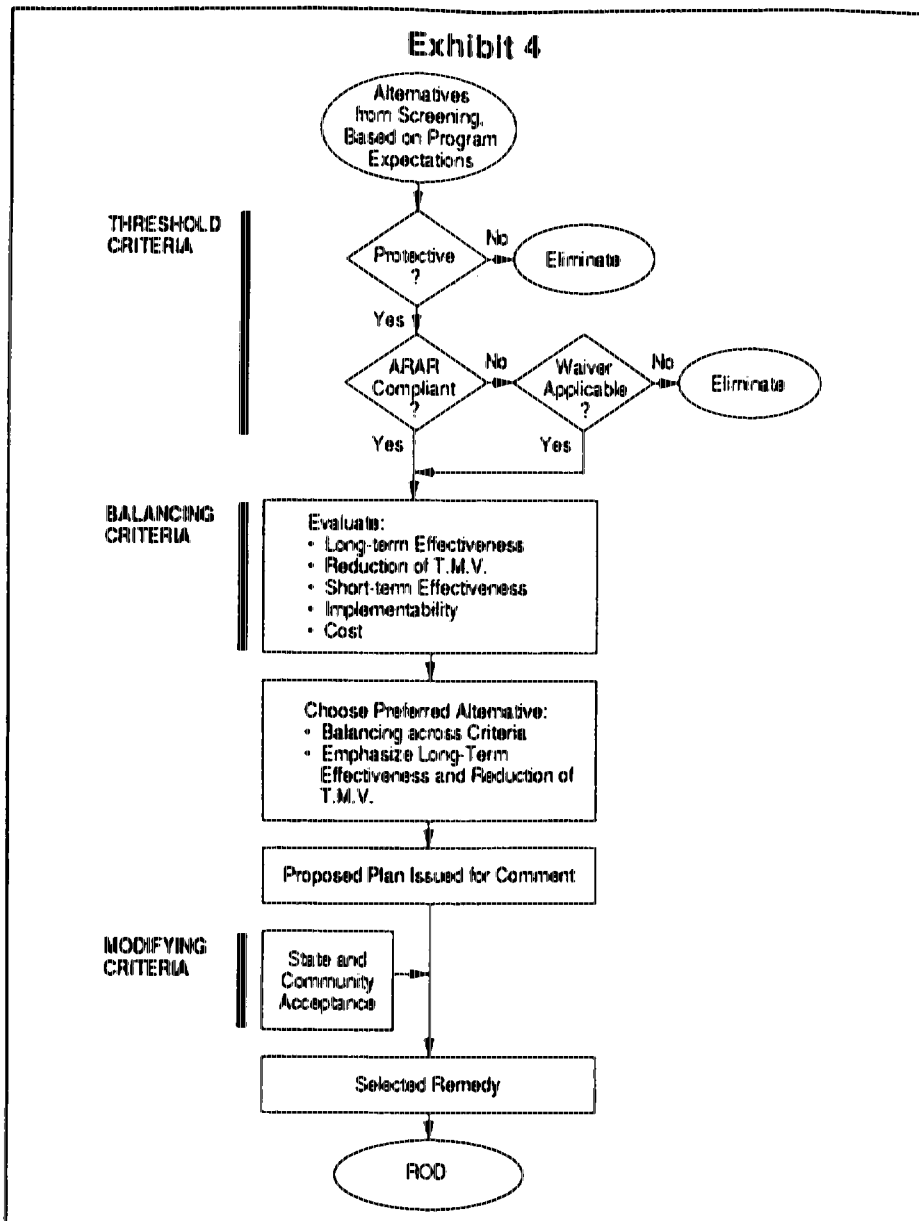 Exhibit 4
Alternatives
from Screening,
Based on Program
Expectations
THRESHOLD
CRITERIA
Protective
?
No
Eliminate
Yes
ARAR
Compliant
?
No
Waiver
Applicable
?
No
Eliminate
Yes
Yes
BALANCING
CRITERIA
Evaluate:
• Long-term Effectiveness
• Reduction of T.M.V.
• Short-term Effectiveness
• Implementability
• Cost
Choose Preferred Alternative:
• Balancing across Criteria
• Emphasize Long-Term
Effectiveness and Reduction of
T.M.V.
Proposed Plan Issued for Comment
MODIFYING
CRITERIA
State and
Community
Acceptance
Selected Remedy
ROD